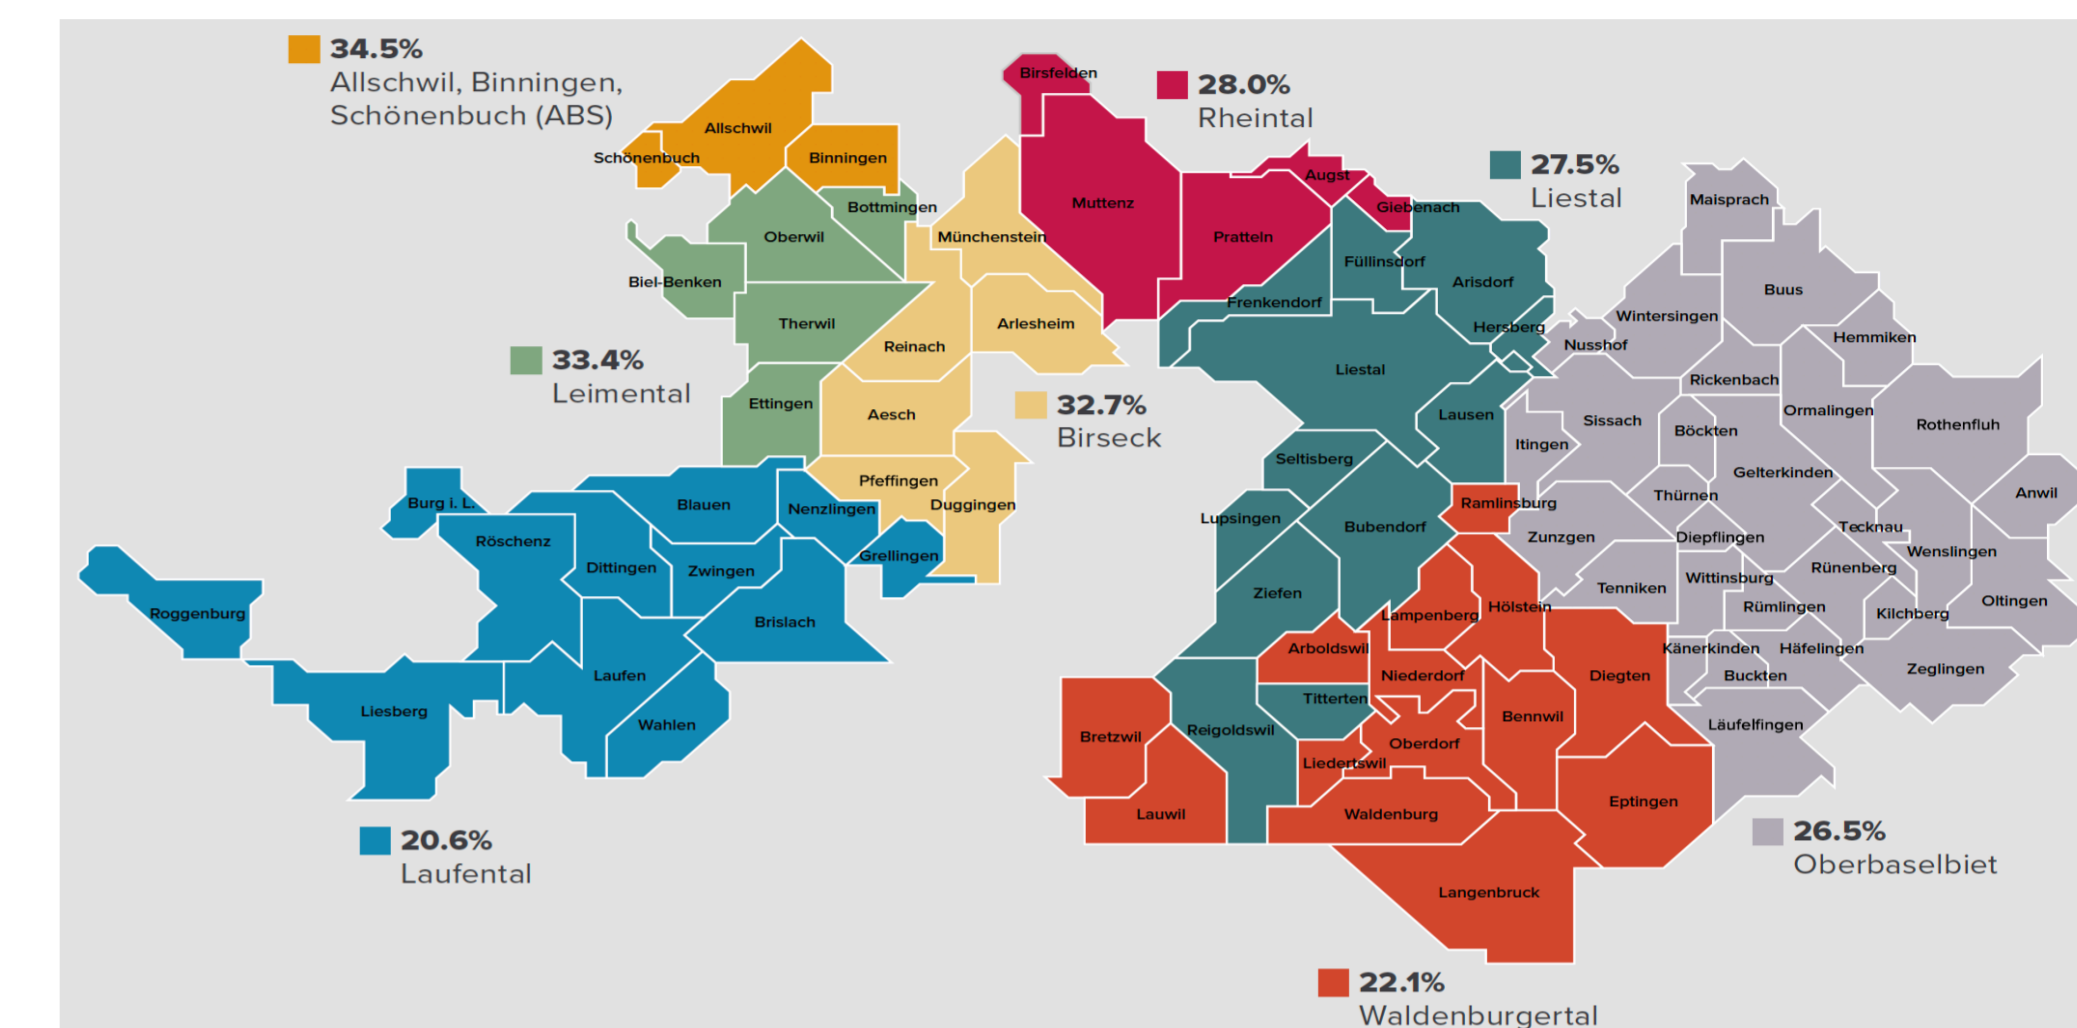 34.5%
Allschwil, Binningen,
Schönenbuch (ABS)
28.0%
Rheintal
27.5%
Liestal
33.4%
Leimental
32.7%
Birseck
20.6%
Laufental
26.5%
Oberbaselbiet
22.1%
Waldenburgertal
Allschwil
Schönenbuch
Binningen
Bottmingen
Oberwil
Biel-Benken
Therwil
Ettingen
Münchenstein
Reinach
Arlesheim
Aesch
Pfeffingen
Duggingen
Birsfelden
Muttenz
Pratteln
Augst
Giebenach
Füllinsdorf
Arisdorf
Frenkendorf
Hersberg
Liestal
Lausen
Seltisberg
Lupsingen
Bubendorf
Ziefen
Titterten
Reigoldswil
Burg i. L.
Blauen
Nenzlingen
Röschenz
Dittingen
Zwingen
Grellingen
Roggenburg
Brislach
Laufen
Liesberg
Wahlen
Ramlinsburg
Lampenberg
Hölstein
Arboldswil
Niederdorf
Diegten
Bennwil
Bretzwil
Oberdorf
Liedertswil
Lauwil
Waldenburg
Eptingen
Langenbruck
Maisprach
Buus
Wintersingen
Nusshof
Hemmiken
Rickenbach
Ormalingen
Sissach
Böckten
Rothenfluh
Itingen
Gelterkinden
Thürnen
Anwil
Zunzgen
Diepflingen
Tecknau
Wenslingen
Tenniken
Wittinsburg
Rünenberg
Rümlingen
Kilchberg
Oltingen
Känerkinden
Häfelingen
Buckten
Zeglingen
Läufelfingen